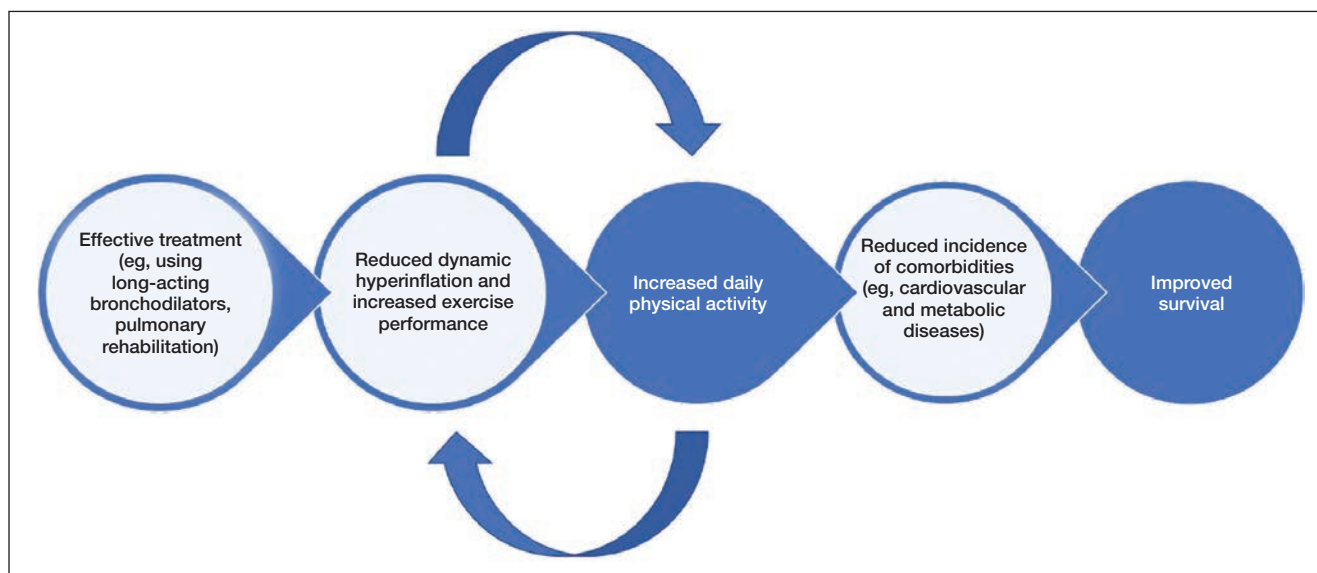 Effective treatment
(eg, using
long-acting
bronchodilators,
pulmonary
rehabilitation)
Reduced dynamic
hyperinflation and
increased exercise
performance
Increased daily
physical activity
Reduced incidence
of comorbidities
(eg, cardiovascular
and metabolic
diseases)
Improved
survival